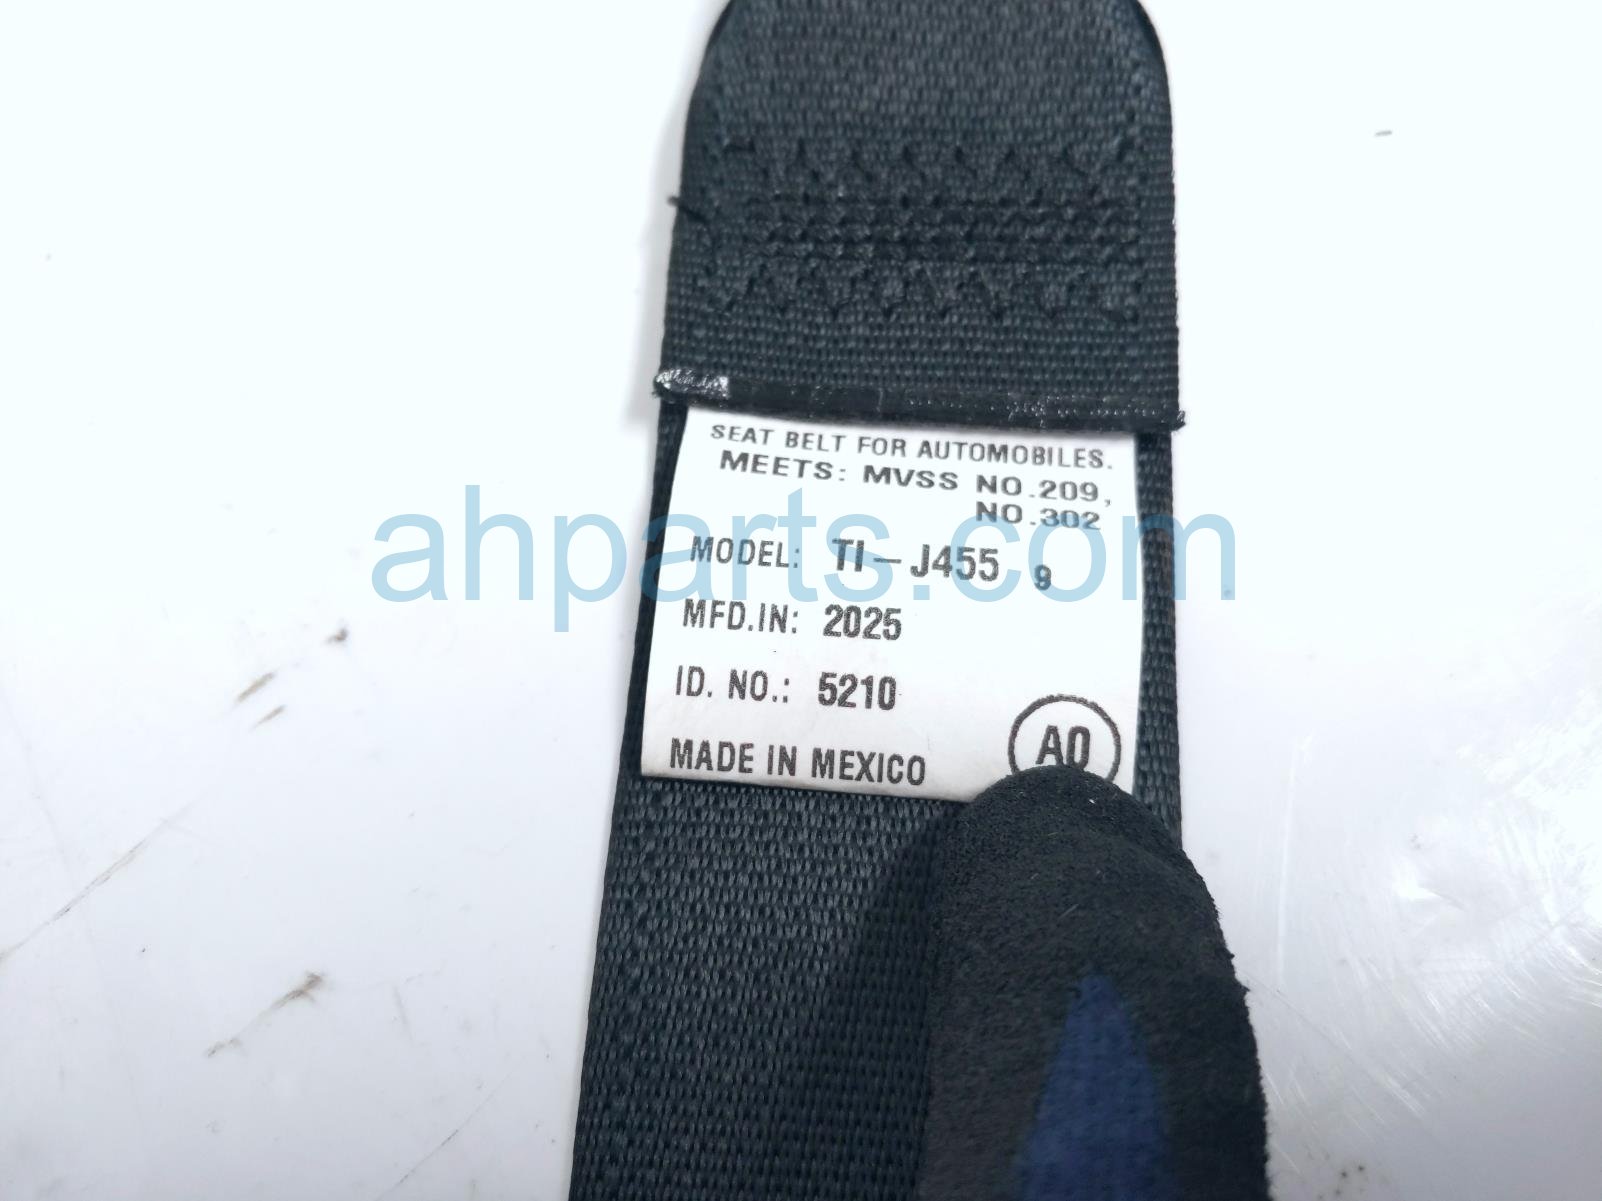 SEAT BELT FOR AUTOMOBILES.
MEETS: MVSS NO.209,
NO.302
MODEL: TI-J455 9
MFD.IN: 2025
ID. NO.: 5210
MADE IN MEXICO
A0
ahparts.com